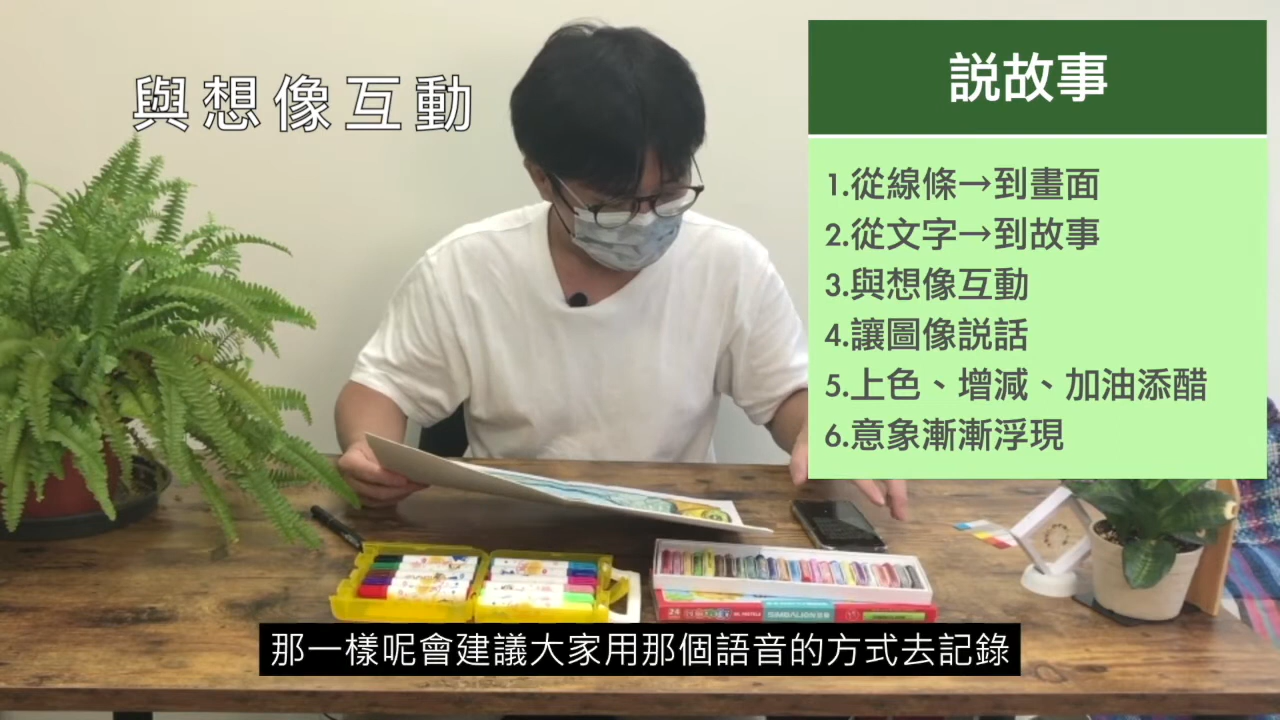 與想像互動
説故事
1.從線條→到畫面
2.從文字→到故事
3.與想像互動
4.讓圖像説話
5.上色、增減、加油添醋
6.意象漸漸浮現
24
那一樣呢會建議大家用那個語音的方式去記錄